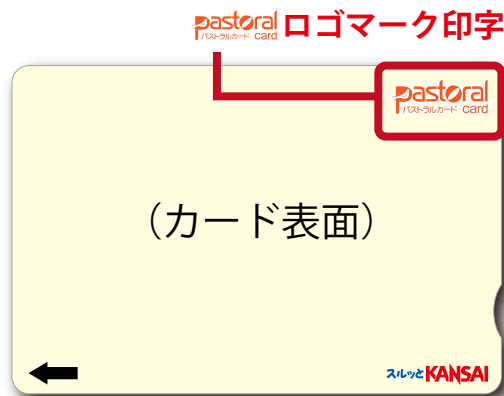 pastoral パストラルカード card ロゴマーク印字
pastoral
パストラルカード card
（カード表面）
スルッとKANSAI